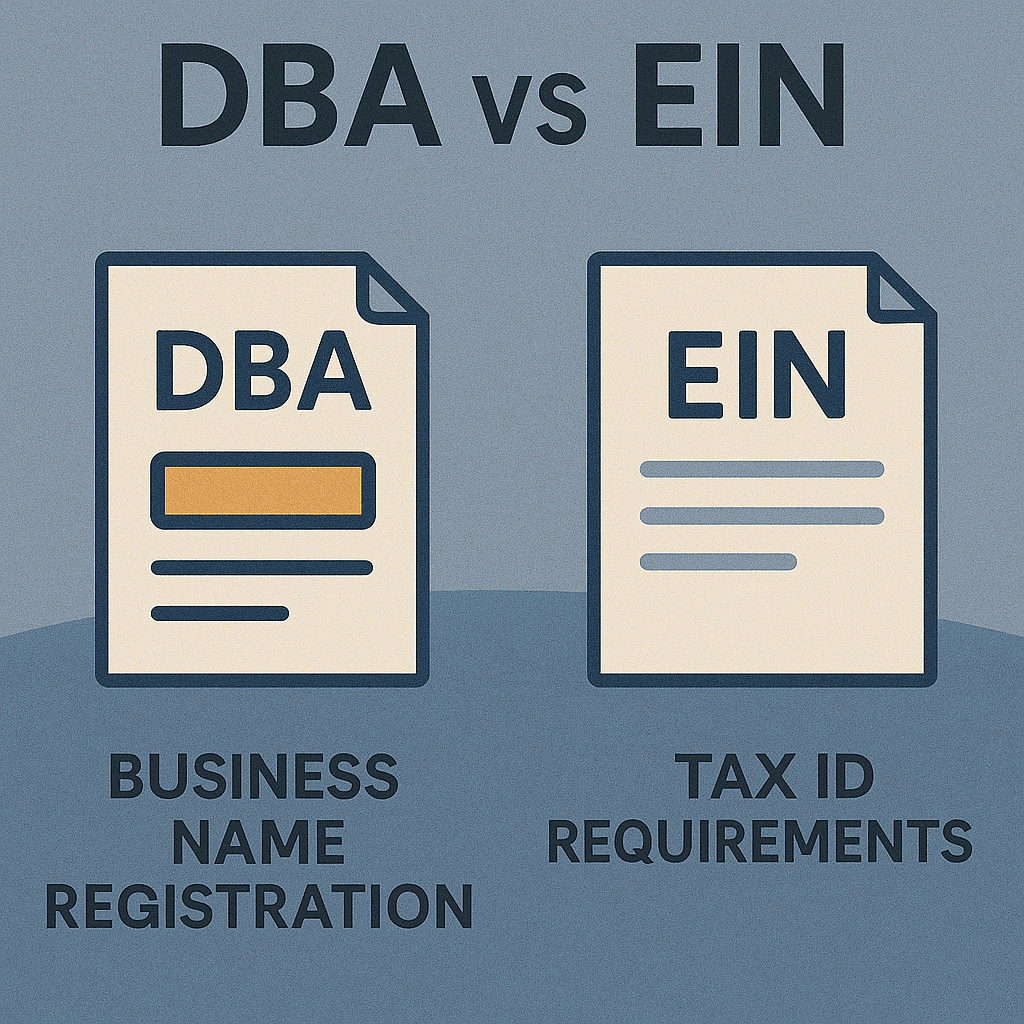 DBA VS EIN
DBA
EIN
BUSINESS
NAME
REGISTRATION
TAX ID
REQUIREMENTS